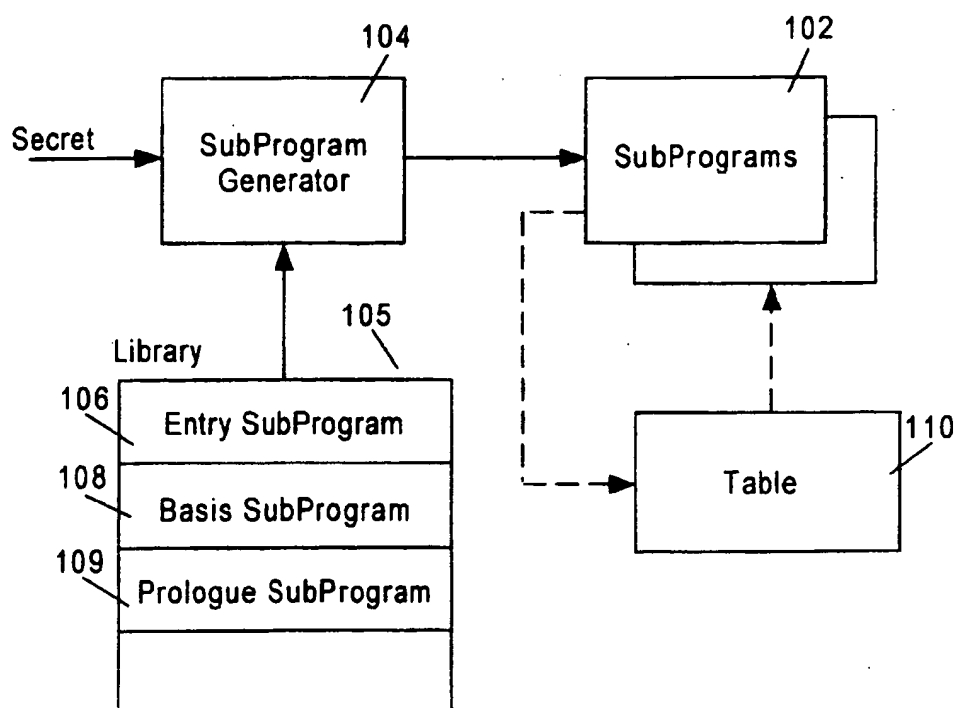 104
102
Secret
SubProgram
Generator
SubPrograms
105
Library
106
Entry SubProgram
110
108
Basis SubProgram
Table
109
Prologue SubProgram